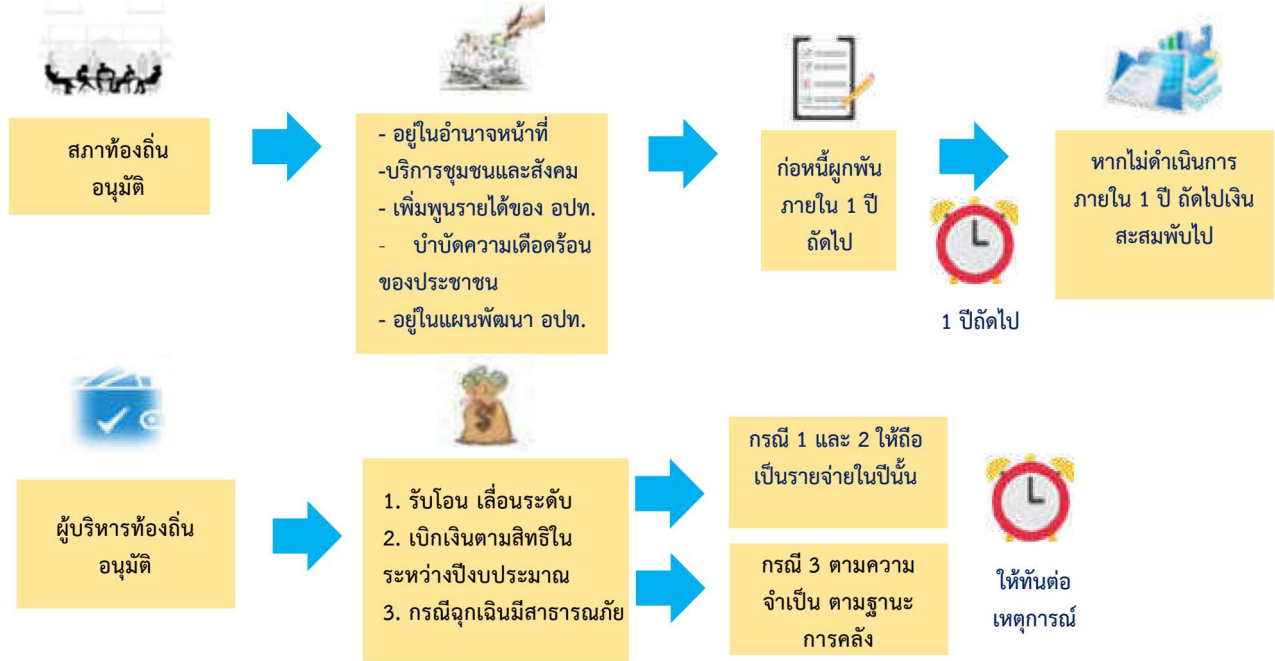 สภาท้องถิ่น
อนุมัติ
- อยู่ในอำนาจหน้าที่
-บริการชุมชนและสังคม
- เพิ่มพูนรายได้ของ อปท.
- บำบัดความเดือดร้อน
ของประชาชน
- อยู่ในแผนพัฒนา อปท.
ก่อหนี้ผูกพัน
ภายใน 1 ปี
ถัดไป
1 ปีถัดไป
หากไม่ดำเนินการ
ภายใน 1 ปี ถัดไปเงิน
สะสมพับไป
ผู้บริหารท้องถิ่น
อนุมัติ
1. รับโอน เลื่อนระดับ
2. เบิกเงินตามสิทธิใน
ระหว่างปีงบประมาณ
3. กรณีฉุกเฉินมีสาธารณภัย
กรณี 1 และ 2 ให้ถือ
เป็นรายจ่ายในปีนั้น
กรณี 3 ตามความ
จำเป็น ตามฐานะ
การคลัง
ให้ทันต่อ
เหตุการณ์